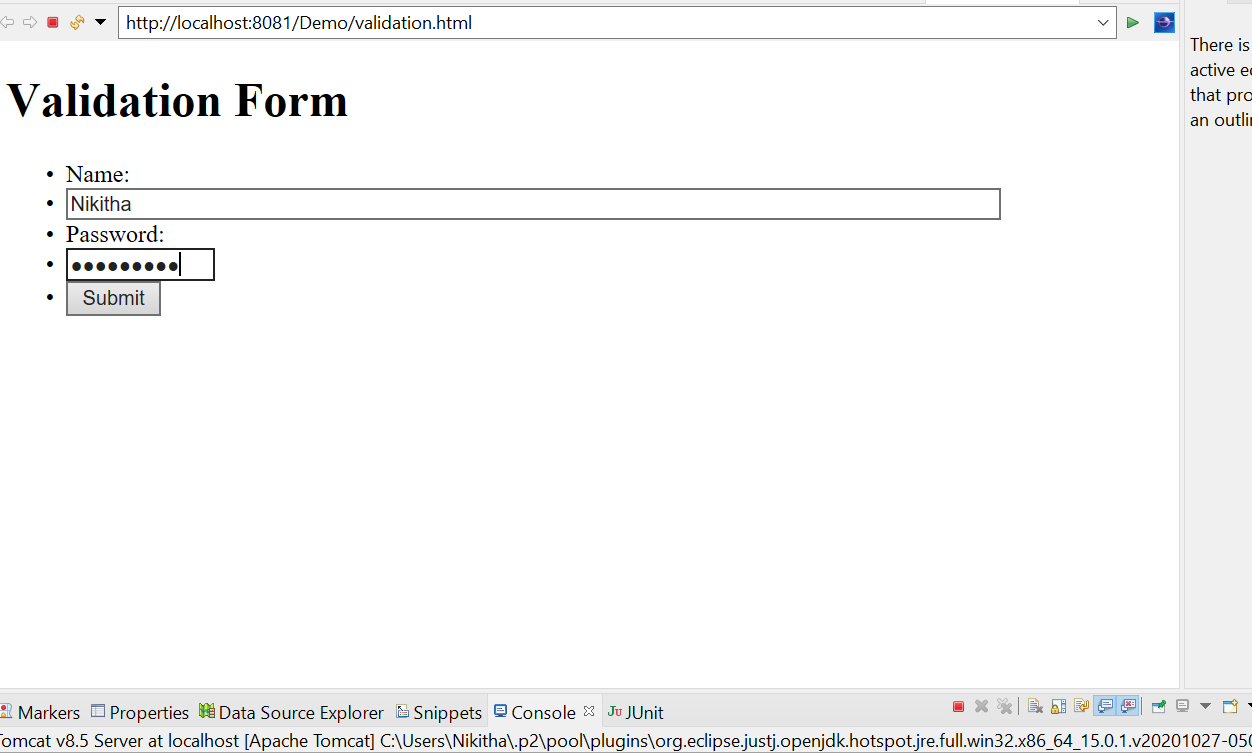 http://localhost:8081/Demo/validation.html
There is
active e
that pro
an outli
Validation Form
• Name:
• Nikitha
• Password:
• •••••••••
• Submit
Markers Properties Data Source Explorer Snippets Console JUnit
Tomcat v8.5 Server at localhost [Apache Tomcat] C:\Users\Nikitha\.p2\pool\plugins\org.eclipse.justj.openjdk.hotspot.jre.full.win32.x86_64_15.0.1.v20201027-050